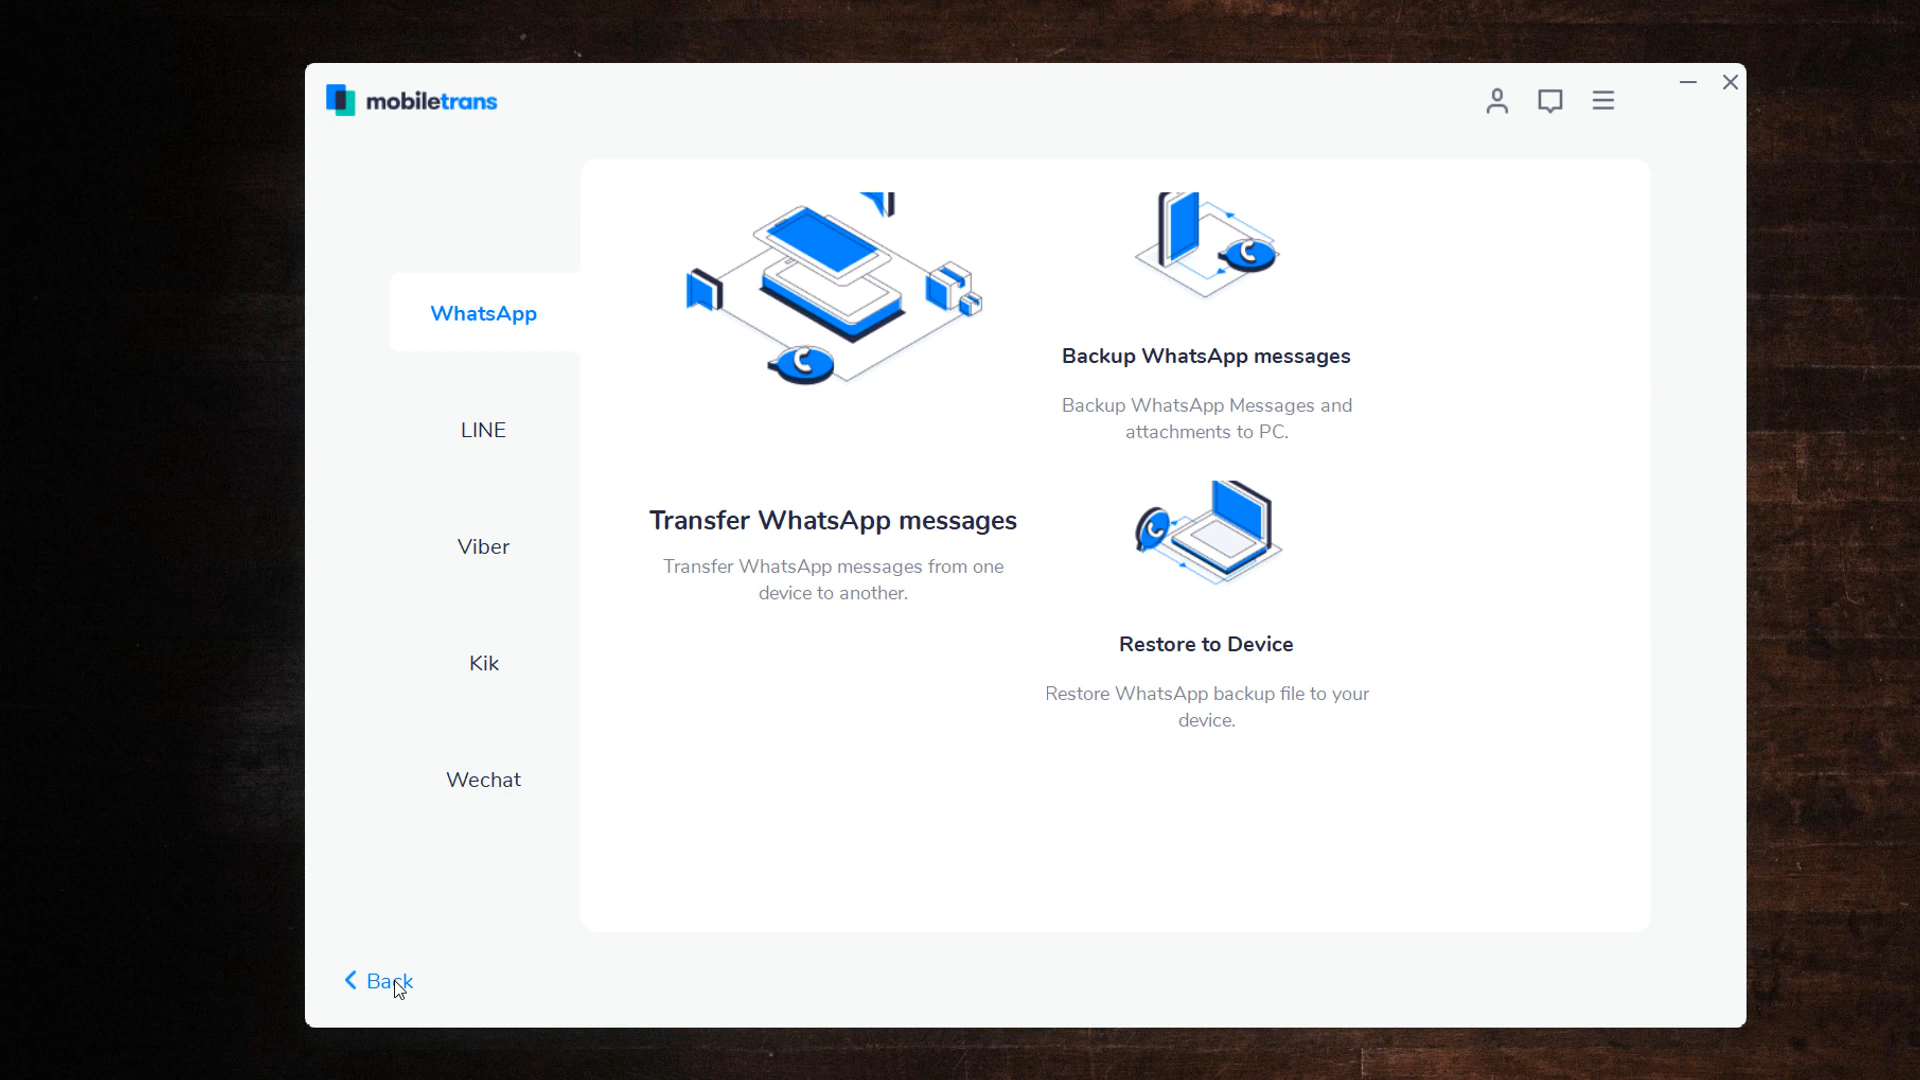 mobiletrans
WhatsApp
LINE
Viber
Kik
Wechat
Transfer WhatsApp messages
Transfer WhatsApp messages from one
device to another.
Backup WhatsApp messages
Backup WhatsApp Messages and
attachments to PC.
Restore to Device
Restore WhatsApp backup file to your
device.
Back